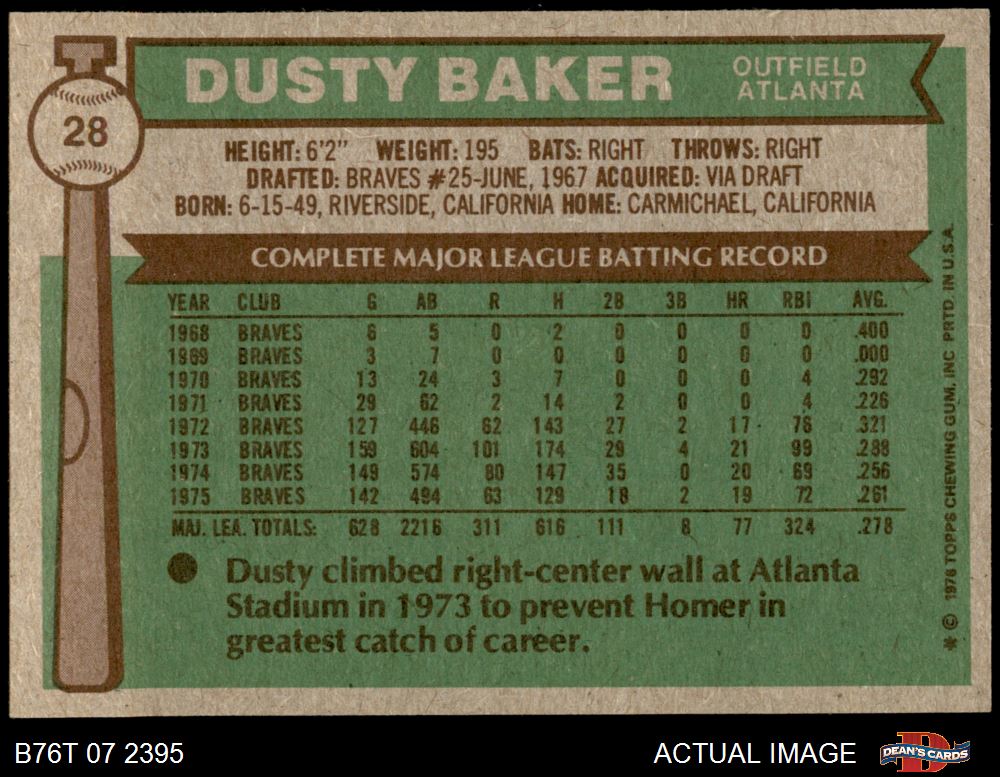 28
DUSTY BAKER
OUTFIELD
ATLANTA
HEIGHT: 6'2" WEIGHT: 195 BATS: RIGHT THROWS: RIGHT
DRAFTED: BRAVES #25-JUNE, 1967 ACQUIRED: VIA DRAFT
BORN: 6-15-49, RIVERSIDE, CALIFORNIA HOME: CARMICHAEL, CALIFORNIA
COMPLETE MAJOR LEAGUE BATTING RECORD
YEAR CLUB G AB R H 2B 3B HR RBI AVG.
1968 BRAVES 6 5 0 2 0 0 0 0 .400
1969 BRAVES 3 7 0 0 0 0 0 0 .000
1970 BRAVES 13 24 3 7 0 0 0 4 .292
1971 BRAVES 29 62 2 14 2 0 0 4 .226
1972 BRAVES 127 446 62 143 27 2 17 76 .321
1973 BRAVES 159 604 101 174 29 4 21 99 .288
1974 BRAVES 149 574 80 147 35 0 20 69 .256
1975 BRAVES 142 494 63 129 18 2 19 72 .261
MAJ. LEA. TOTALS: 628 2216 311 616 111 8 77 324 .278
● Dusty climbed right-center wall at Atlanta
Stadium in 1973 to prevent Homer in
greatest catch of career.
* © 1976 TOPPS CHEWING GUM, INC PRTD. IN U.S.A.
B76T 07 2395
ACTUAL IMAGE
DEAN'S CARDS